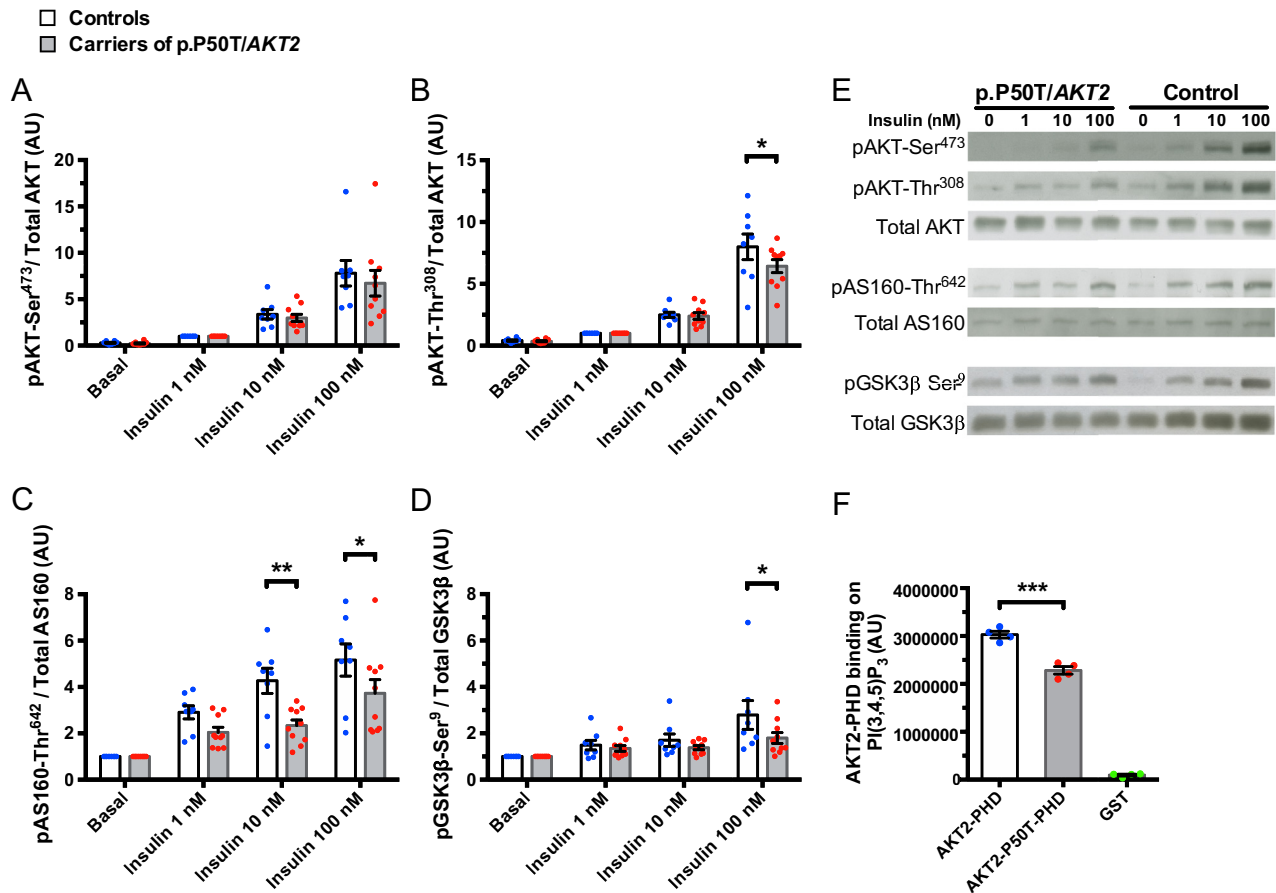 Controls
Carriers of p.P50T/AKT2
A
pAKT-Ser473/ Total AKT (AU)
20
15
10
5
0
Basal
Insulin 1 nM
Insulin 10 nM
Insulin 100 nM
B
pAKT-Thr308/ Total AKT (AU)
15
10
5
0
*
Basal
Insulin 1 nM
Insulin 10 nM
Insulin 100 nM
E
p.P50T/AKT2 Control
Insulin (nM) 0 1 10 100 0 1 10 100
pAKT-Ser473
pAKT-Thr308
Total AKT
pAS160-Thr642
Total AS160
pGSK3β Ser9
Total GSK3β
C
pAS160-Thr642 / Total AS160 (AU)
8
6
4
2
0
**
*
Basal
Insulin 1 nM
Insulin 10 nM
Insulin 100 nM
D
pGSK3β-Ser9 / Total GSK3β (AU)
8
6
4
2
0
*
Basal
Insulin 1 nM
Insulin 10 nM
Insulin 100 nM
F
AKT2-PHD binding on
PI(3,4,5)P3 (AU)
4000000
3000000
2000000
1000000
0
***
AKT2-PHD
AKT2-P50T-PHD
GST